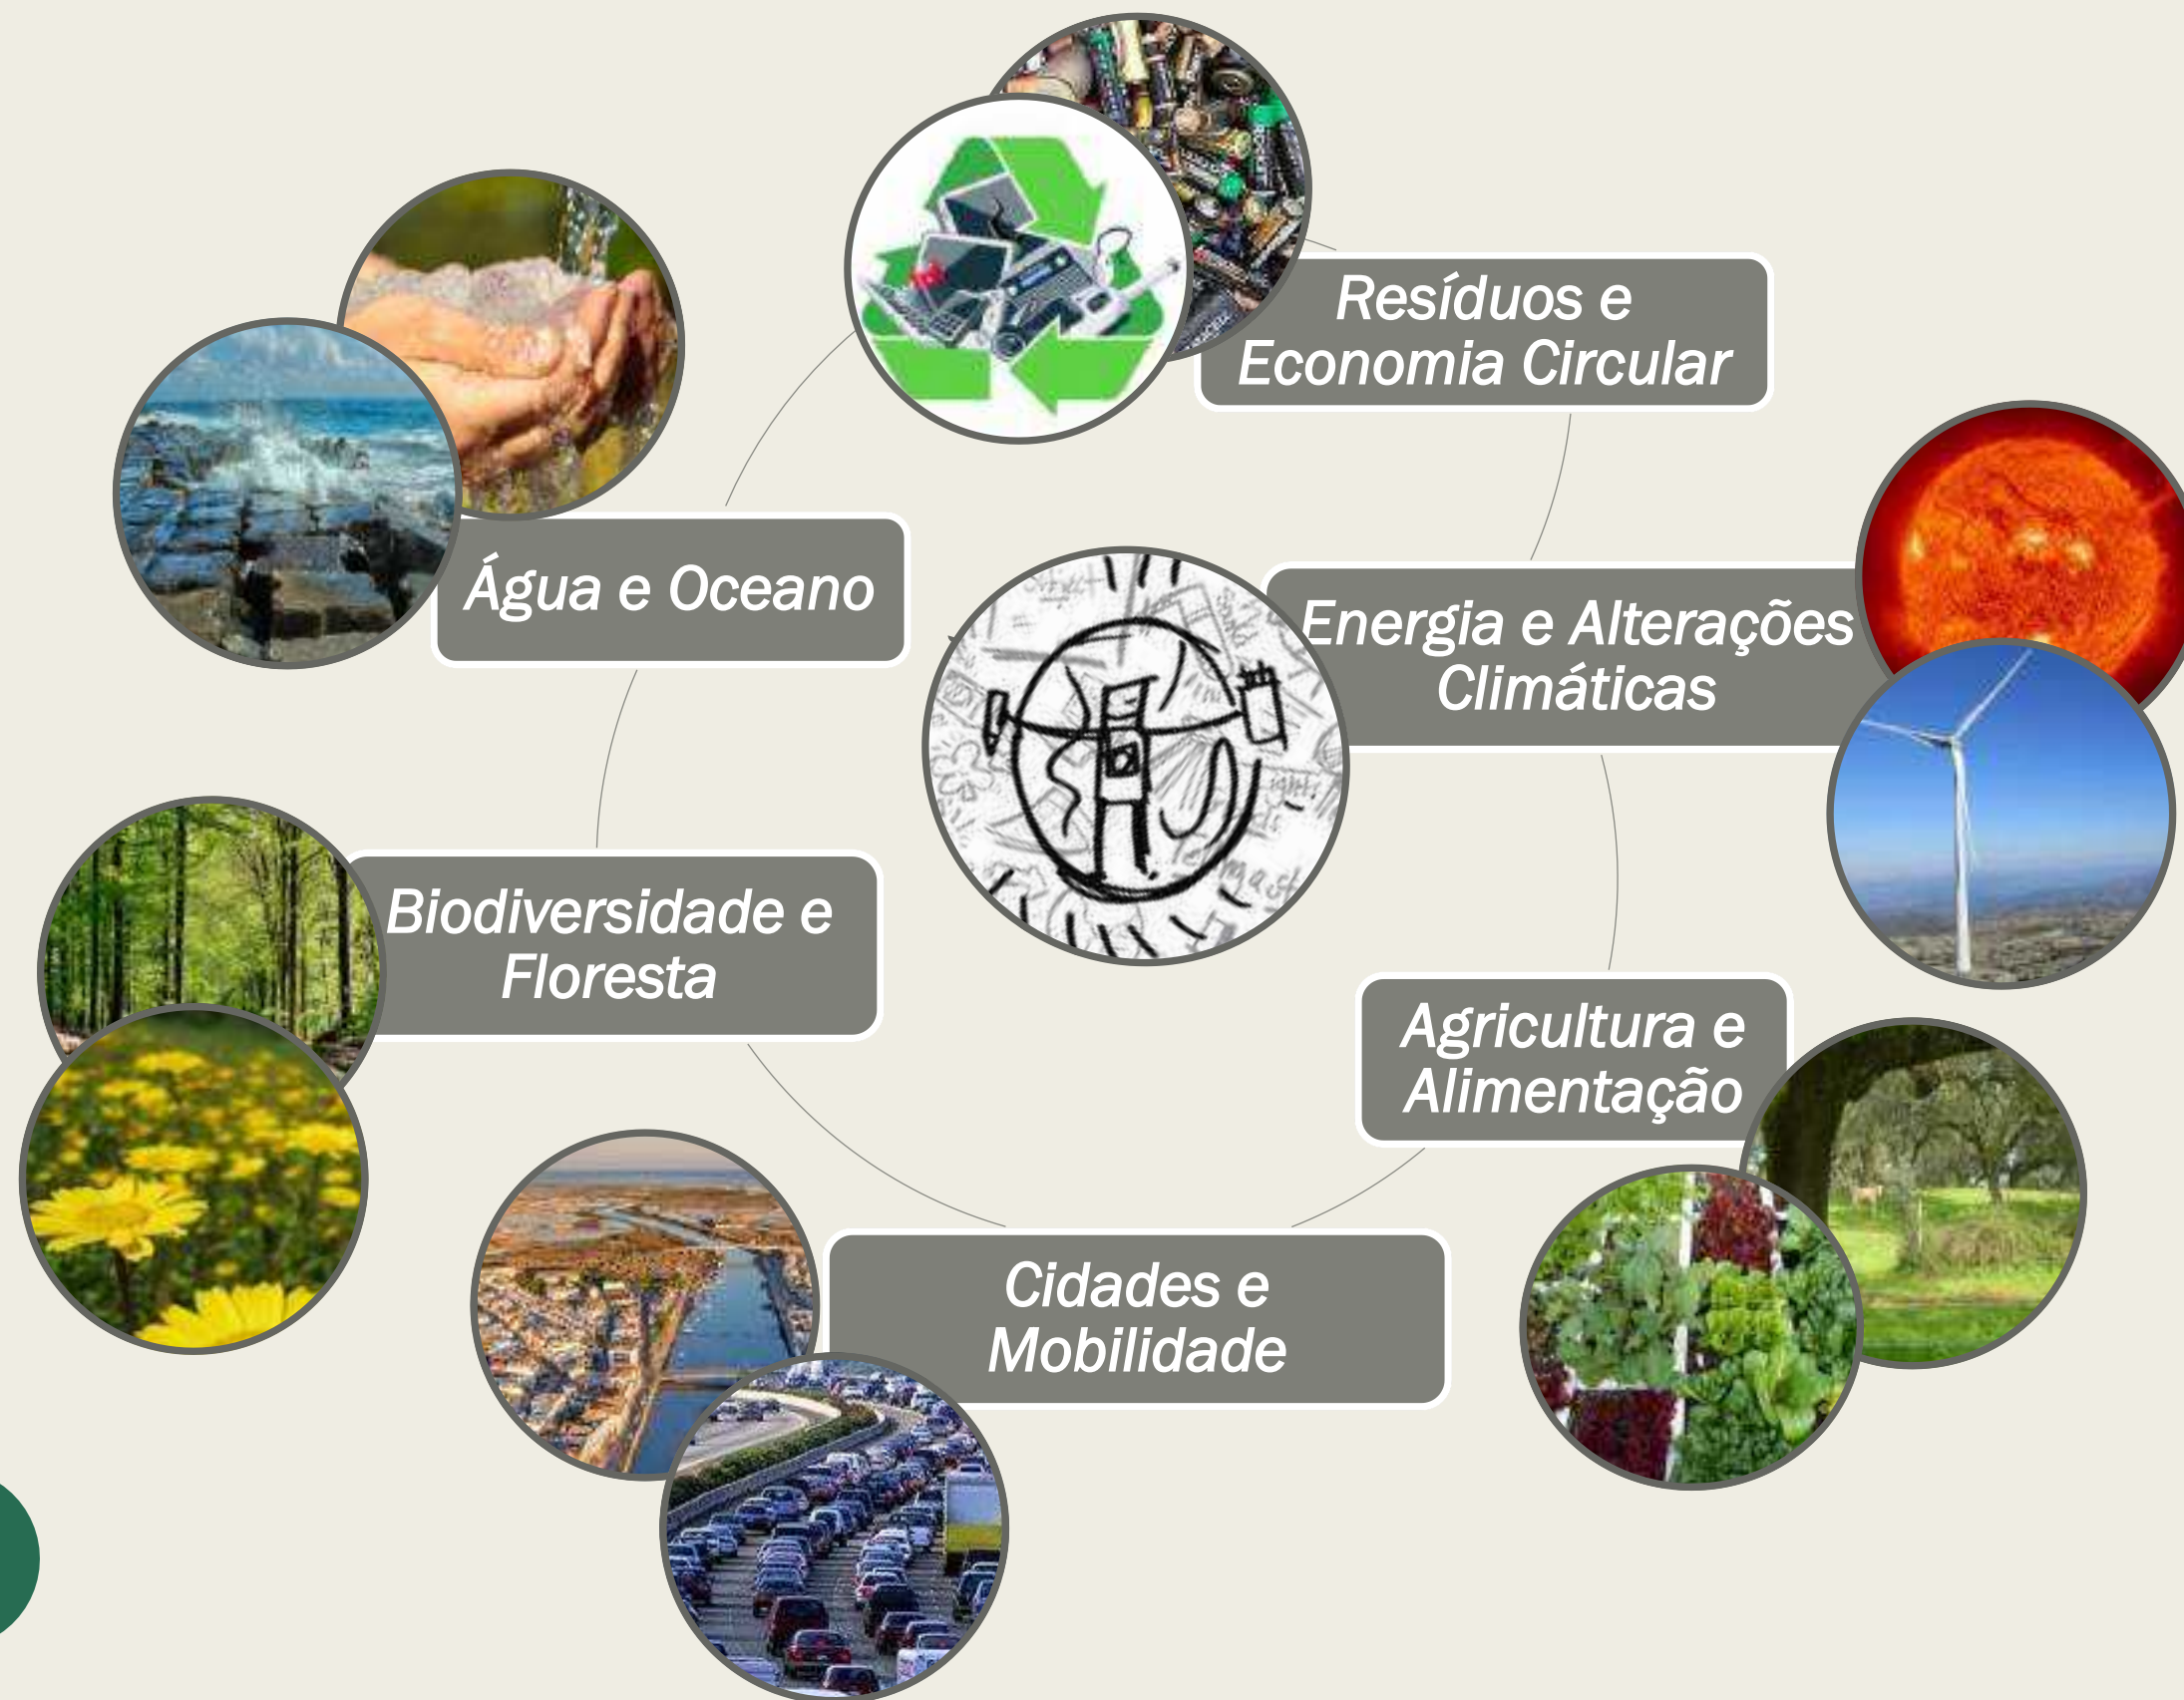 Resíduos e
Economia Circular
Água e Oceano
Energia e Alterações
Climáticas
Biodiversidade e
Floresta
Agricultura e
Alimentação
Cidades e
Mobilidade